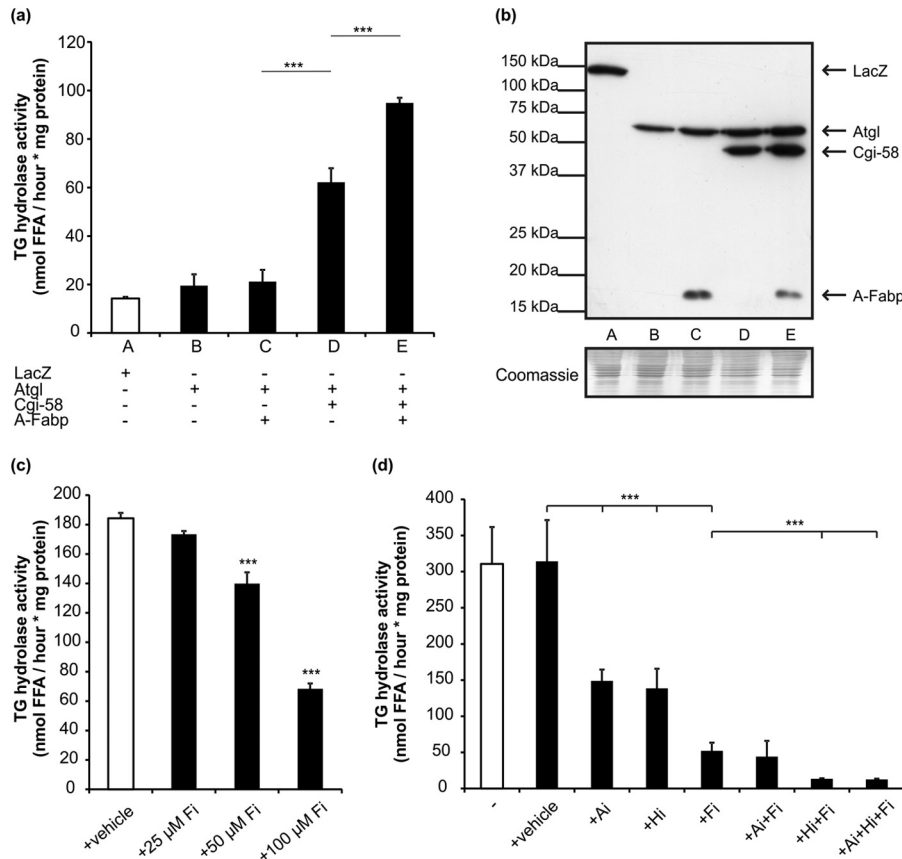 (a)
TG hydrolase activity
(nmol FFA / hour * mg protein)
120
100
80
60
40
20
0
***
***
A B C D E
LacZ + - - - -
Atgl - + + + +
Cgi-58 - - - + +
A-Fabp - - + - +
(b)
150 kDa
100 kDa
75 kDa
50 kDa
37 kDa
25 kDa
20 kDa
15 kDa
LacZ
Atgl
Cgi-58
A-Fabp
A B C D E
Coomassie
(c)
TG hydrolase activity
(nmol FFA / hour * mg protein)
200
180
160
140
120
100
80
60
40
20
0
***
***
+vehicle
+25 µM Fi
+50 µM Fi
+100 µM Fi
(d)
TG hydrolase activity
(nmol FFA / hour * mg protein)
400
350
300
250
200
150
100
50
0
***
***
-
+vehicle
+Ai
+Hi
+Fi
+Ai+Fi
+Hi+Fi
+Ai+Hi+Fi